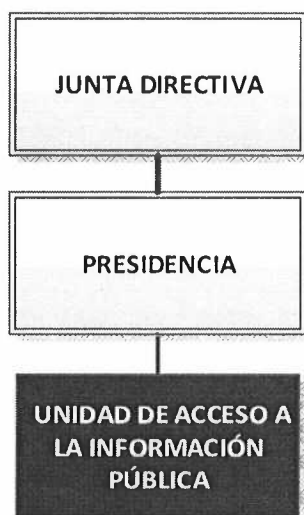 JUNTA DIRECTIVA
PRESIDENCIA
UNIDAD DE ACCESO A
LA INFORMACIÓN
PÚBLICA